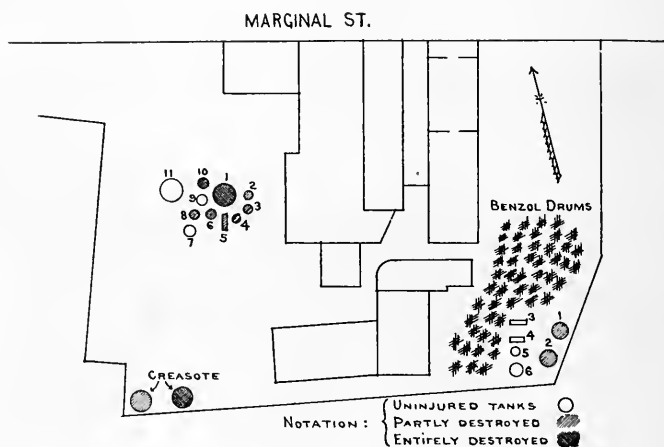 MARGINAL ST.
11
10
1
2
9
3
8
6
4
5
7
BENZOL DRUMS
3
1
4
5
2
6
CREASOTE
NOTATION :
UNINJURED TANKS
PARTLY DESTROYED
ENTIRELY DESTROYED